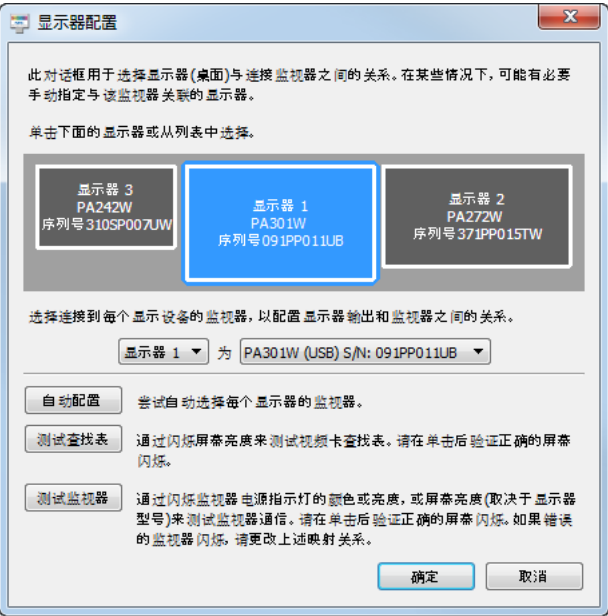 显示器配置
此对话框用于选择显示器(桌面)与连接监视器之间的关系。在某些情况下，可能有必要
手动指定与该监视器关联的显示器。
单击下面的显示器或从列表中选择。
显示器 3
PA242W
序列号310SP007UW
显示器 1
PA301W
序列号091PP011UB
显示器 2
PA272W
序列号371PP015TW
选择连接到每个显示设备的监视器，以配置显示器输出和监视器之间的关系。
显示器 1 为 PA301W (USB) S/N: 091PP011UB
自动配置 尝试自动选择每个显示器的监视器。
测试查找表 通过闪烁屏幕亮度来测试视频卡查找表。请在单击后验证正确的屏幕
闪烁。
测试监视器 通过闪烁监视器电源指示灯的颜色或亮度，或屏幕亮度(取决于显示器
型号)来测试监视器通信。请在单击后验证正确的屏幕闪烁。如果错误
的监视器闪烁，请更改上述映射关系。
确定 取消